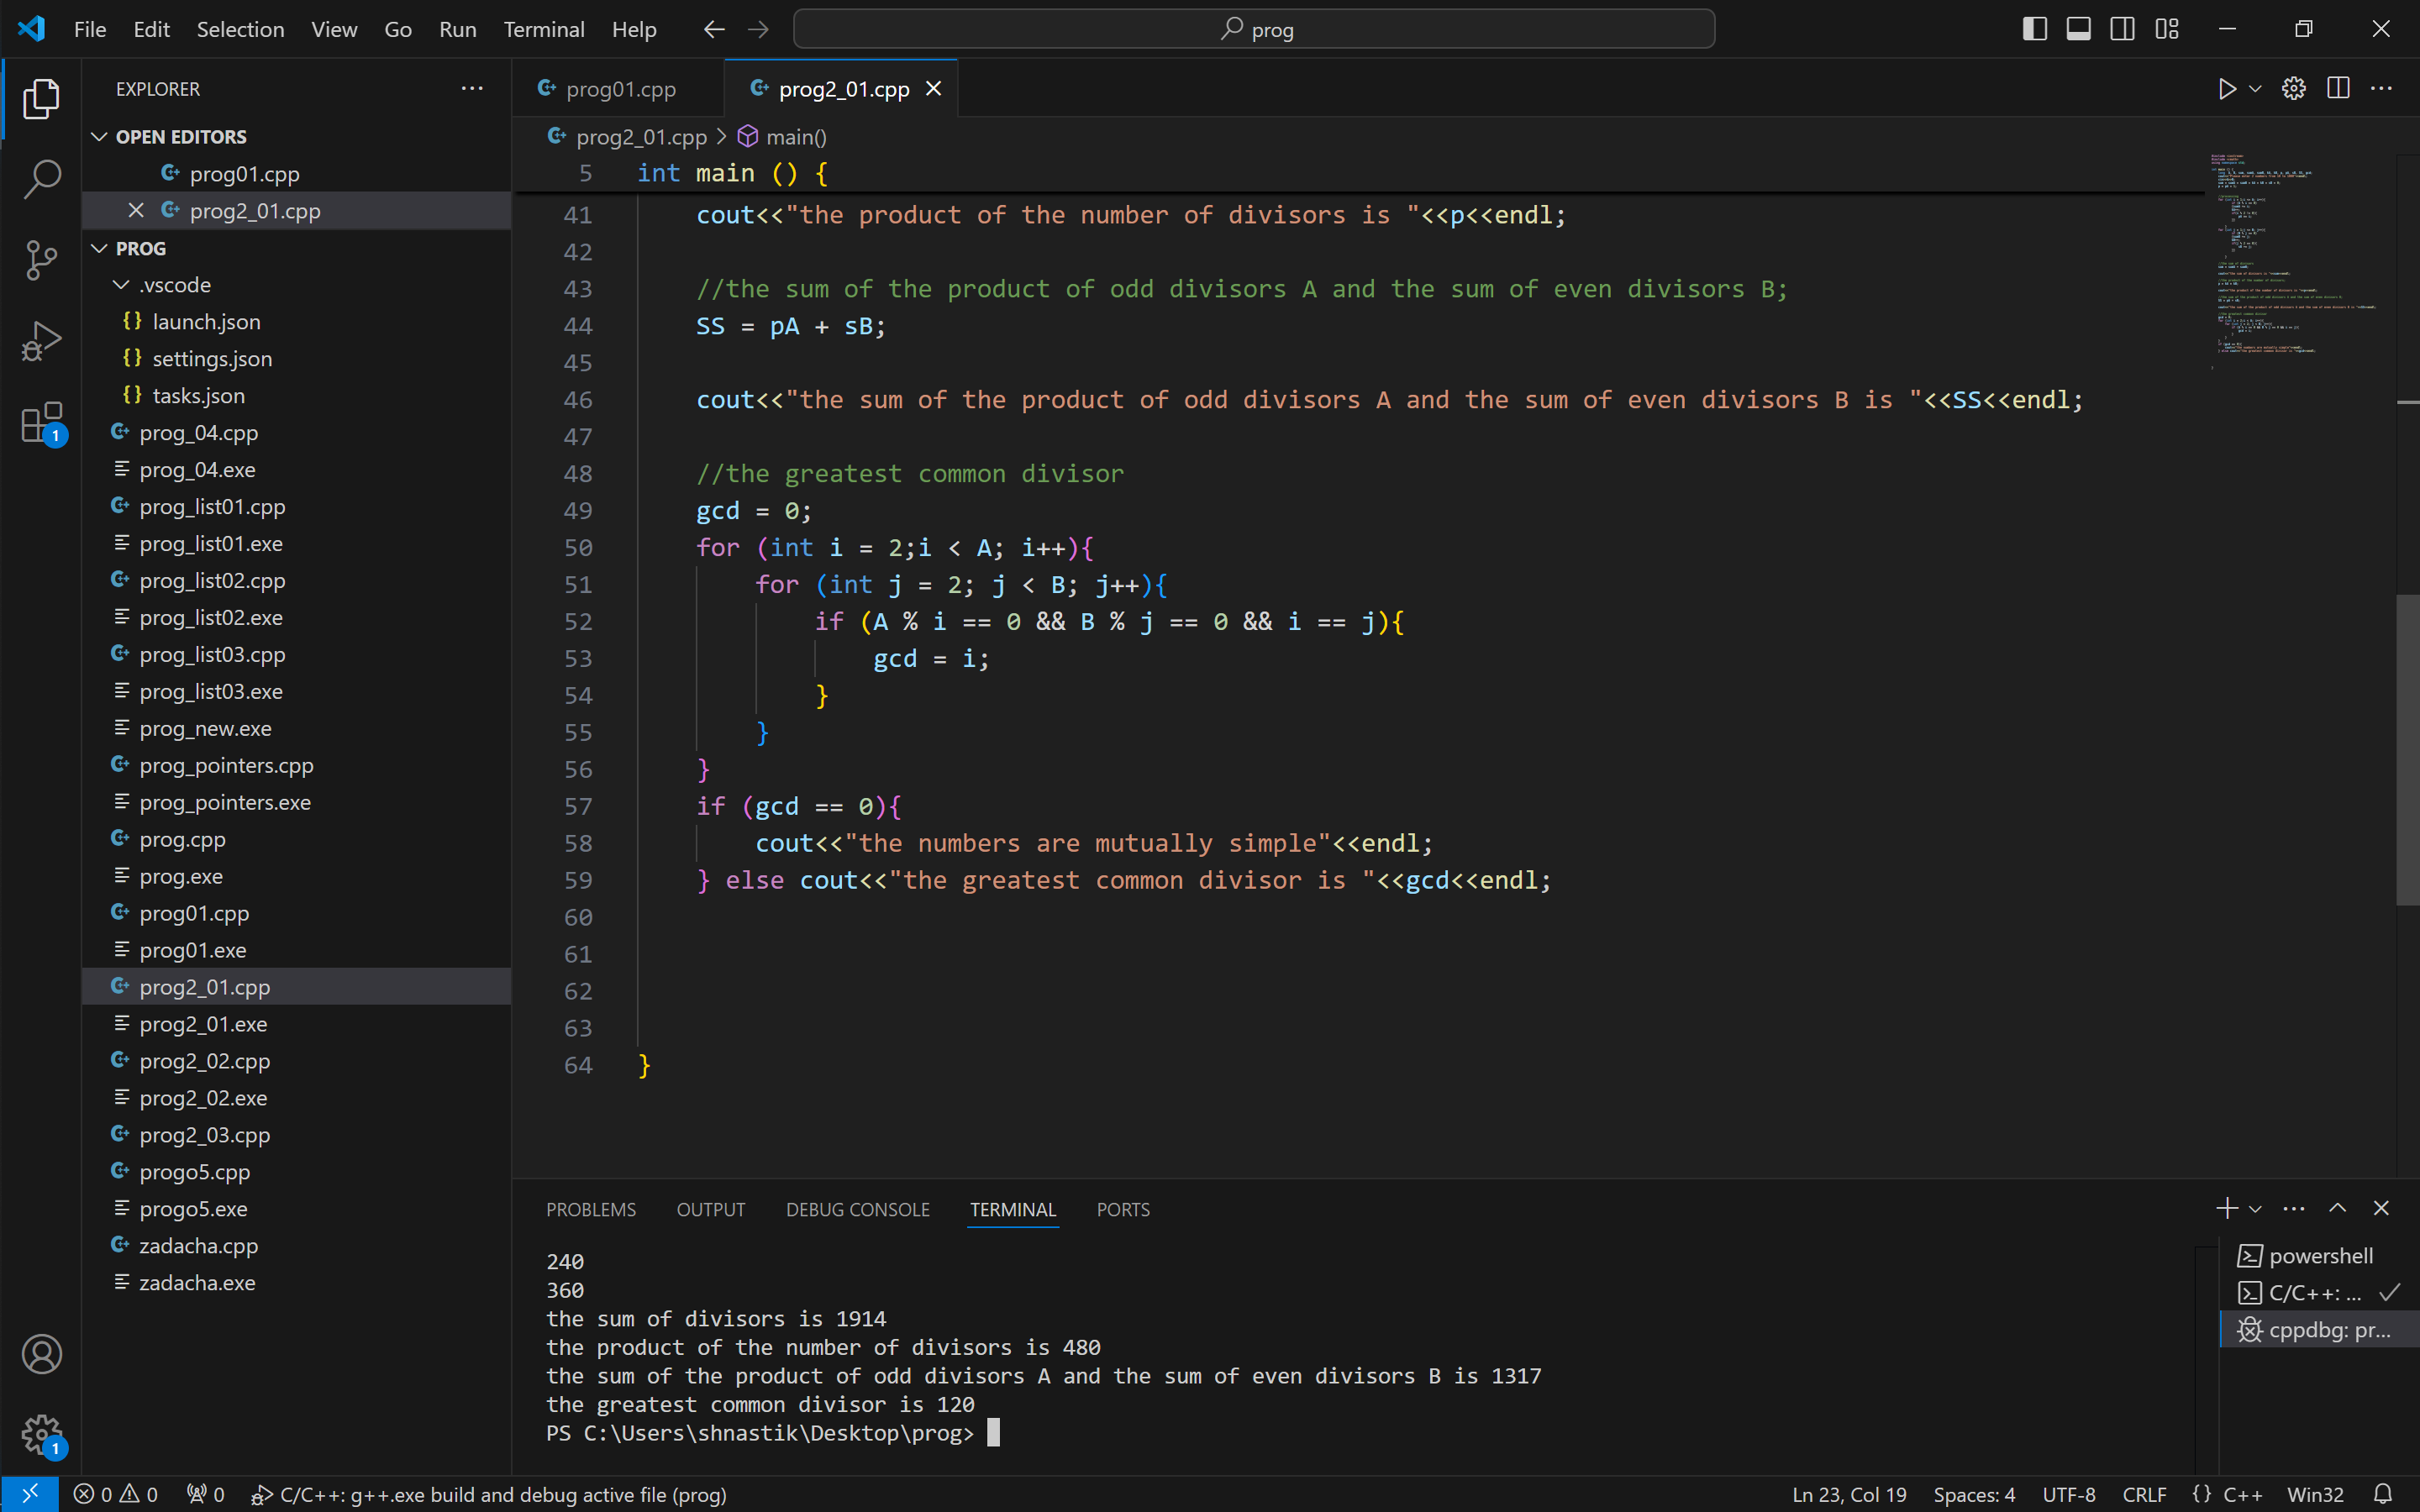 File Edit Selection View Go Run Terminal Help
prog
EXPLORER
OPEN EDITORS
prog01.cpp
prog2_01.cpp
PROG
.vscode
{} launch.json
{} settings.json
{} tasks.json
prog_04.cpp
prog_04.exe
prog_list01.cpp
prog_list01.exe
prog_list02.cpp
prog_list02.exe
prog_list03.cpp
prog_list03.exe
prog_new.exe
prog_pointers.cpp
prog_pointers.exe
prog.cpp
prog.exe
prog01.cpp
prog01.exe
prog2_01.cpp
prog2_01.exe
prog2_02.cpp
prog2_02.exe
prog2_03.cpp
progo5.cpp
progo5.exe
zadacha.cpp
zadacha.exe
1
1
prog01.cpp prog2_01.cpp
prog2_01.cpp > main()
5 int main () {
41 cout<<"the product of the number of divisors is "<<p<<endl;
42
43 //the sum of the product of odd divisors A and the sum of even divisors B;
44 SS = pA + sB;
45
46 cout<<"the sum of the product of odd divisors A and the sum of even divisors B is "<<SS<<endl;
47
48 //the greatest common divisor
49 gcd = 0;
50 for (int i = 2;i < A; i++){
51 for (int j = 2; j < B; j++){
52 if (A % i == 0 && B % j == 0 && i == j){
53 gcd = i;
54 }
55 }
56 }
57 if (gcd == 0){
58 cout<<"the numbers are mutually simple"<<endl;
59 } else cout<<"the greatest common divisor is "<<gcd<<endl;
60
61
62
63
64 }
PROBLEMS OUTPUT DEBUG CONSOLE TERMINAL PORTS
240
360
the sum of divisors is 1914
the product of the number of divisors is 480
the sum of the product of odd divisors A and the sum of even divisors B is 1317
the greatest common divisor is 120
PS C:\Users\shnastik\Desktop\prog>
powershell
C/C++: ...
cppdbg: pr...
0 0 0 C/C++: g++.exe build and debug active file (prog) Ln 23, Col 19 Spaces: 4 UTF-8 CRLF {} C++ Win32